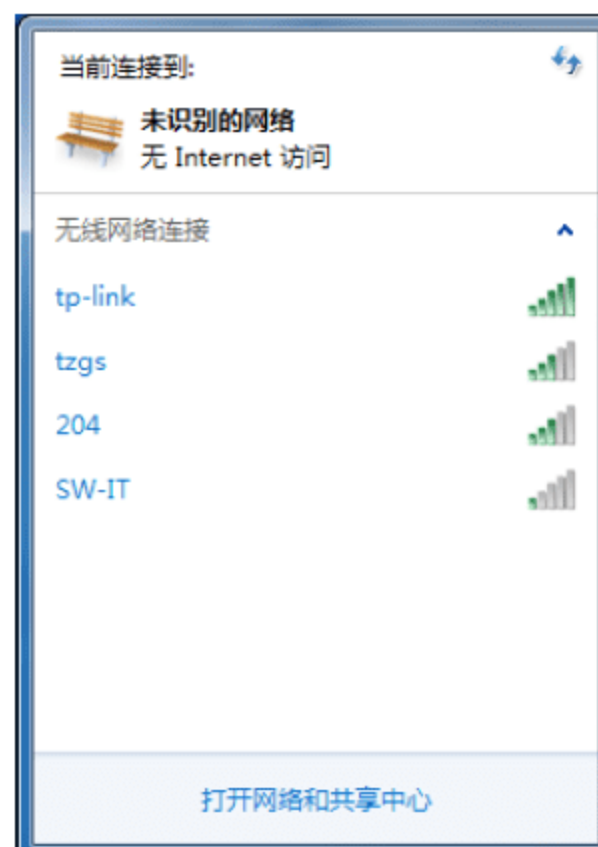 当前连接到:
未识别的网络
无 Internet 访问
无线网络连接
tp-link
tzgs
204
SW-IT
打开网络和共享中心